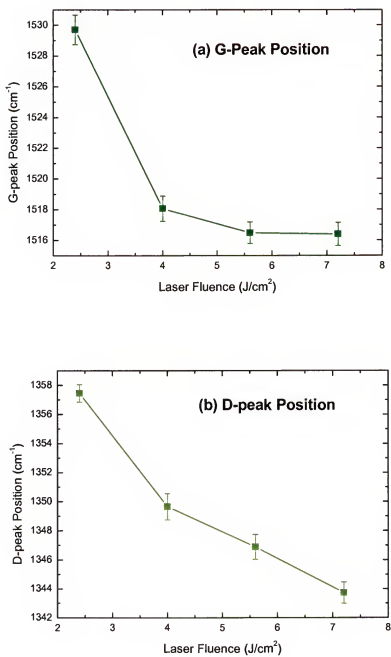 1530
1528
1526
1524
1522
1520
1518
1516
G-peak Position (cm⁻¹)
(a) G-Peak Position
2 3 4 5 6 7 8
Laser Fluence (J/cm²)
1358
1356
1354
1352
1350
1348
1346
1344
1342
D-peak Position (cm⁻¹)
(b) D-peak Position
2 3 4 5 6 7 8
Laser Fluence (J/cm²)